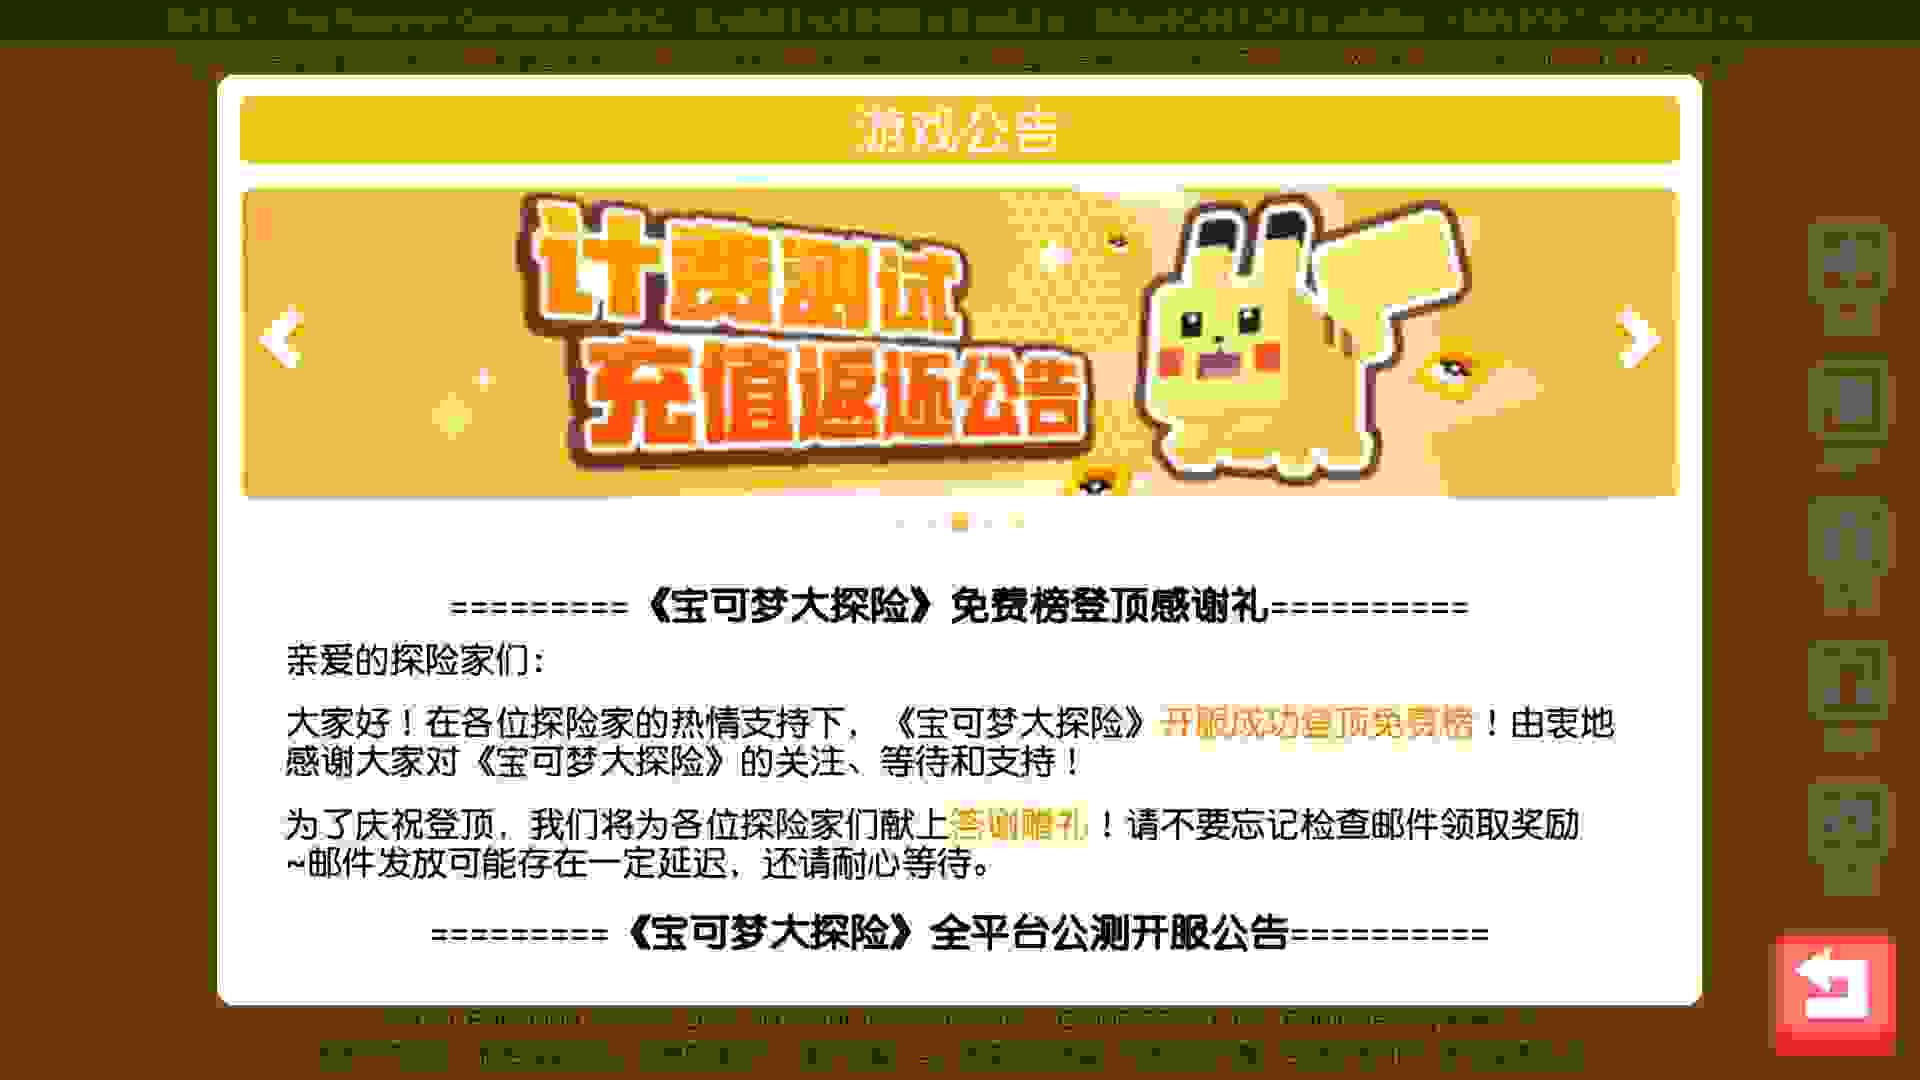 游戏公告
计费测试
充值返还公告
=========《宝可梦大探险》免费榜登顶感谢礼==========
亲爱的探险家们：
大家好！在各位探险家的热情支持下，《宝可梦大探险》开服成功登顶免费榜！由衷地
感谢大家对《宝可梦大探险》的关注、等待和支持！
为了庆祝登顶，我们将为各位探险家们献上答谢赠礼！请不要忘记检查邮件领取奖励
~邮件发放可能存在一定延迟，还请耐心等待。
=========《宝可梦大探险》全平台公测开服公告==========